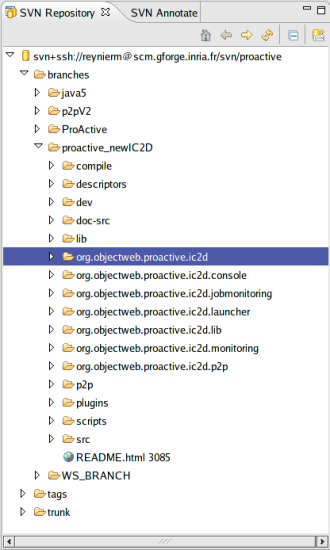 SVN Repository SVN Annotate
svn+ssh://reynierm@scm.gforge.inria.fr/svn/proactive
branches
java5
p2pV2
ProActive
proactive_newIC2D
compile
descriptors
dev
doc-src
lib
org.objectweb.proactive.ic2d
org.objectweb.proactive.ic2d.console
org.objectweb.proactive.ic2d.jobmonitoring
org.objectweb.proactive.ic2d.launcher
org.objectweb.proactive.ic2d.lib
org.objectweb.proactive.ic2d.monitoring
org.objectweb.proactive.ic2d.p2p
p2p
plugins
scripts
src
README.html 3085
WS_BRANCH
tags
trunk